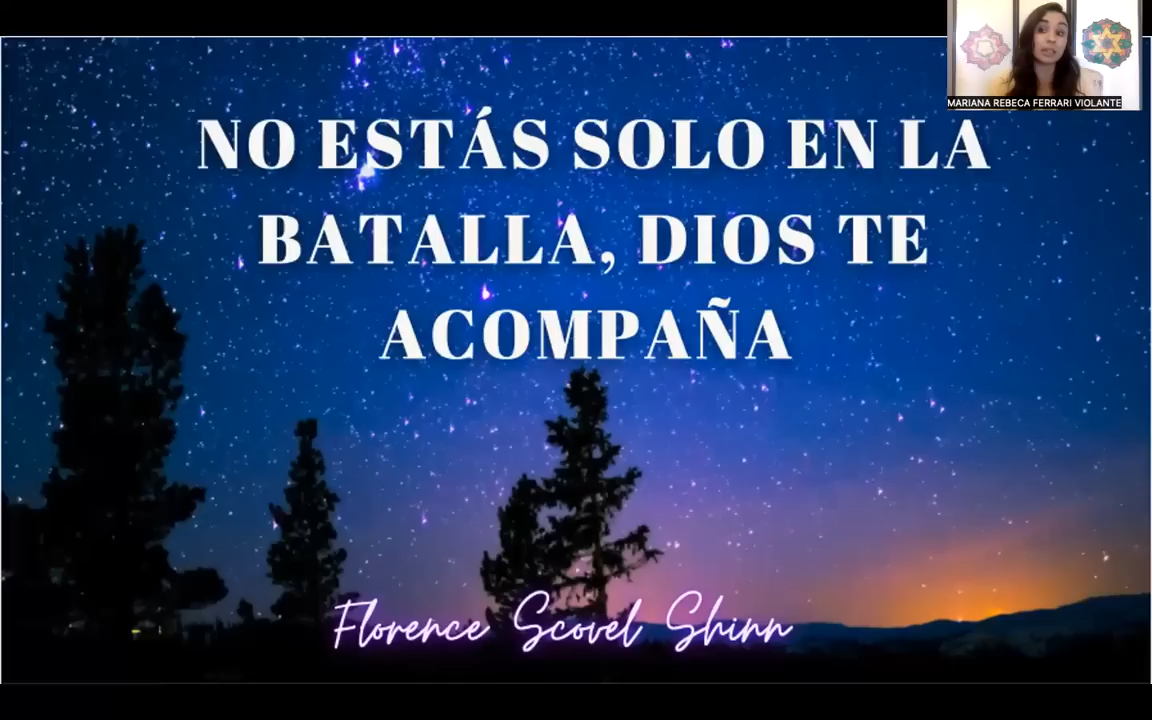 MARIANA REBECA FERRARI VIOLANTE
NO ESTÁS SOLO EN LA
BATALLA, DIOS TE
ACOMPAÑA
Florence Scovel Shinn